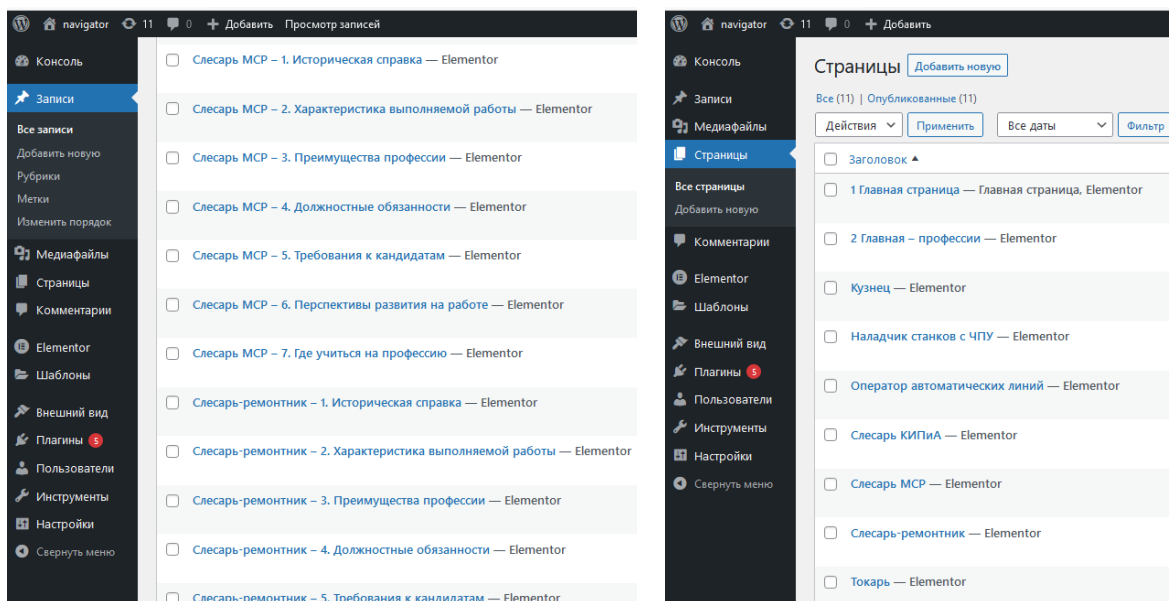 navigator 11 0 + Добавить Просмотр записей
Консоль
Записи
Все записи
Добавить новую
Рубрики
Метки
Изменить порядок
Медиафайлы
Страницы
Комментарии
Elementor
Шаблоны
Внешний вид
Плагины 5
Пользователи
Инструменты
Настройки
Свернуть меню
Слесарь МСР – 1. Историческая справка — Elementor
Слесарь МСР – 2. Характеристика выполняемой работы — Elementor
Слесарь МСР – 3. Преимущества профессии — Elementor
Слесарь МСР – 4. Должностные обязанности — Elementor
Слесарь МСР – 5. Требования к кандидатам — Elementor
Слесарь МСР – 6. Перспективы развития на работе — Elementor
Слесарь МСР – 7. Где учиться на профессию — Elementor
Слесарь-ремонтник – 1. Историческая справка — Elementor
Слесарь-ремонтник – 2. Характеристика выполняемой работы — Elementor
Слесарь-ремонтник – 3. Преимущества профессии — Elementor
Слесарь-ремонтник – 4. Должностные обязанности — Elementor
Слесарь-ремонтник – 5. Требования к кандидатам — Elementor
navigator 11 0 + Добавить
Консоль
Записи
Медиафайлы
Страницы
Все страницы
Добавить новую
Комментарии
Elementor
Шаблоны
Внешний вид
Плагины 5
Пользователи
Инструменты
Настройки
Свернуть меню
Страницы Добавить новую
Все (11) | Опубликованные (11)
Действия Применить Все даты Фильтр
Заголовок
1 Главная страница — Главная страница, Elementor
2 Главная – профессии — Elementor
Кузнец — Elementor
Наладчик станков с ЧПУ — Elementor
Оператор автоматических линий — Elementor
Слесарь КИПиА — Elementor
Слесарь МСР — Elementor
Слесарь-ремонтник — Elementor
Токарь — Elementor